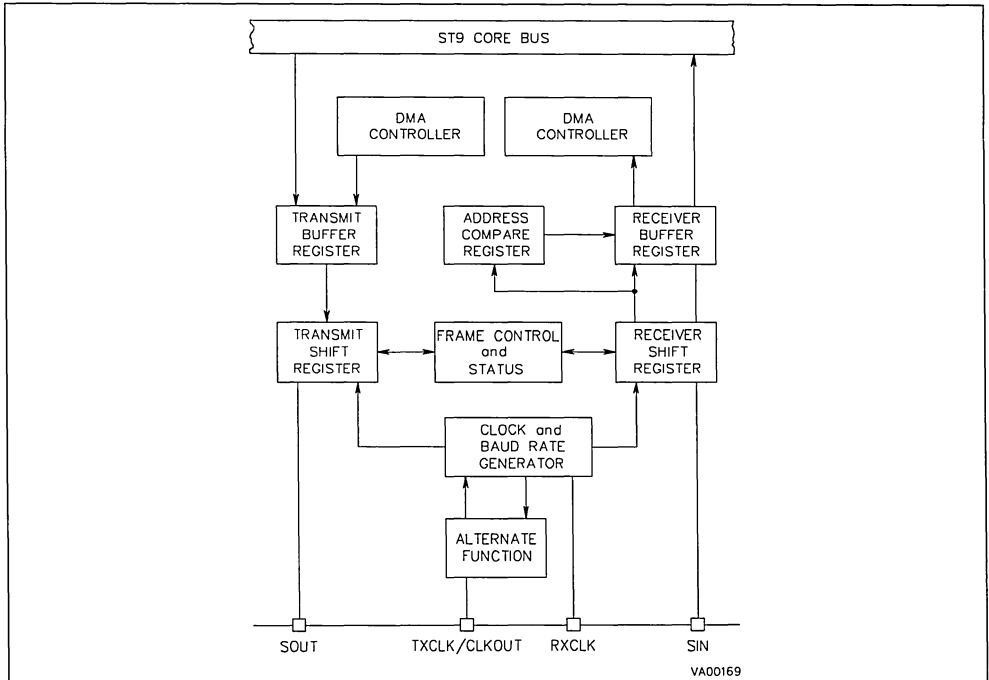 ST9 CORE BUS
DMA
CONTROLLER
DMA
CONTROLLER
TRANSMIT
BUFFER
REGISTER
ADDRESS
COMPARE
REGISTER
RECEIVER
BUFFER
REGISTER
TRANSMIT
SHIFT
REGISTER
FRAME CONTROL
and
STATUS
RECEIVER
SHIFT
REGISTER
CLOCK and
BAUD RATE
GENERATOR
ALTERNATE
FUNCTION
SOUT
TXCLK/CLKOUT
RXCLK
SIN
VA00169